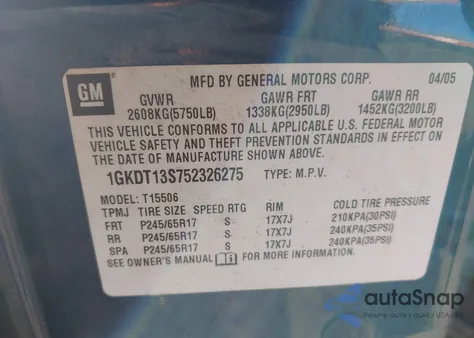 MFD BY GENERAL MOTORS CORP. 04/05
GM
GVWR GAWR FRT GAWR RR
2608KG(5750LB) 1338KG(2950LB) 1452KG(3200LB)
THIS VEHICLE CONFORMS TO ALL APPLICABLE U.S. FEDERAL MOTOR
VEHICLE SAFETY AND THEFT PREVENTION STANDARDS IN EFFECT ON
THE DATE OF MANUFACTURE SHOWN ABOVE.
1GKDT13S752326275 TYPE: M.P.V.
MODEL: T15506
TPMJ TIRE SIZE SPEED RTG RIM COLD TIRE PRESSURE
FRT P245/65R17 S 17X7J 210KPA(30PSI)
RR P245/65R17 S 17X7J 240KPA(35PSI)
SPA P245/65R17 S 17X7J 240KPA(35PSI)
SEE OWNER'S MANUAL FOR MORE INFORMATION.
autoSnap